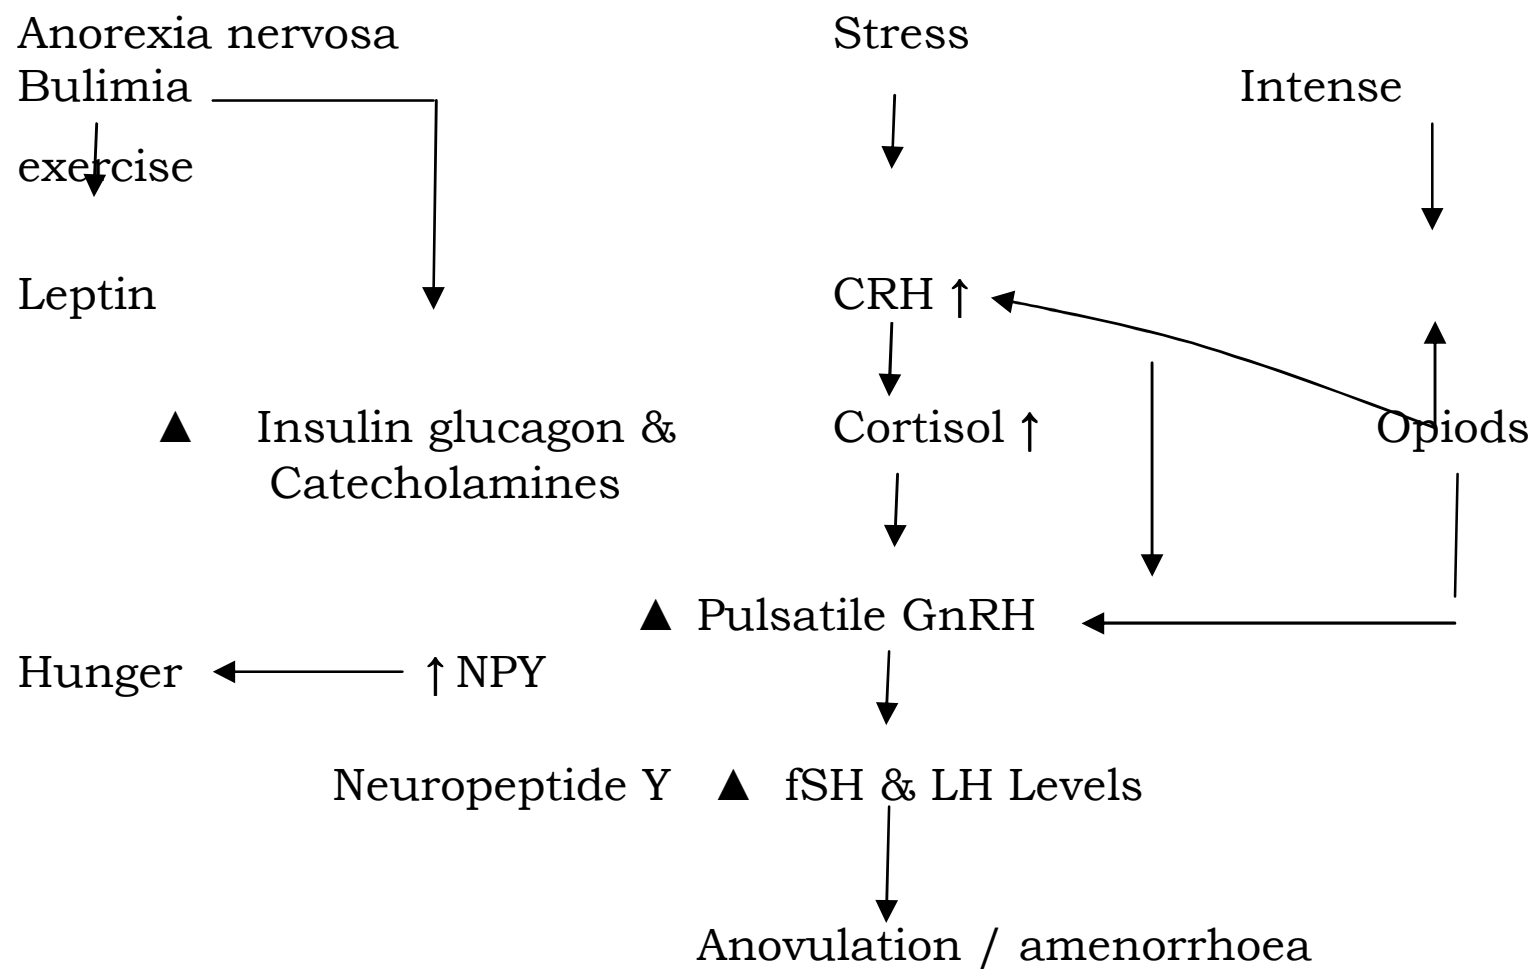 Anorexia nervosa Stress
Bulimia Intense
exercise
Leptin CRH ↑
▲ Insulin glucagon & Cortisol ↑ Opiods
Catecholamines
▲ Pulsatile GnRH
Hunger ↑ NPY
Neuropeptide Y ▲ fSH & LH Levels
Anovulation / amenorrhoea